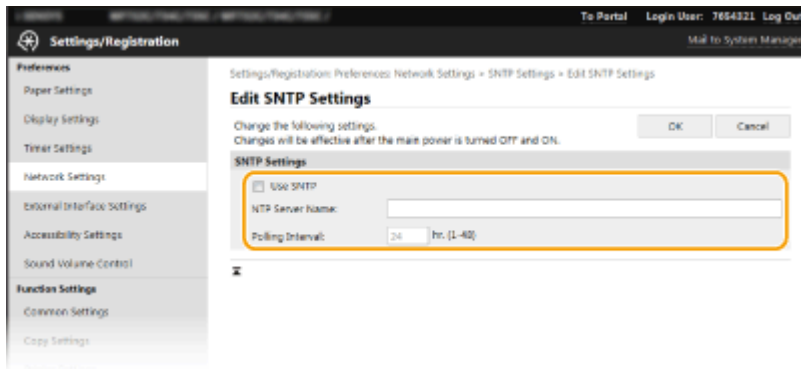 To Portal Login User: 7654321 Log Out
Settings/Registration
Mail to System Manager
Preferences
Paper Settings
Display Settings
Timer Settings
Network Settings
External Interface Settings
Accessibility Settings
Sound Volume Control
Function Settings
Common Settings
Copy Settings
Settings/Registration: Preferences: Network Settings > SNTP Settings > Edit SNTP Settings
Edit SNTP Settings
Change the following settings.
Changes will be effective after the main power is turned OFF and ON.
OK Cancel
SNTP Settings
Use SNTP
NTP Server Name:
Polling Interval: 24 hr. (1-48)